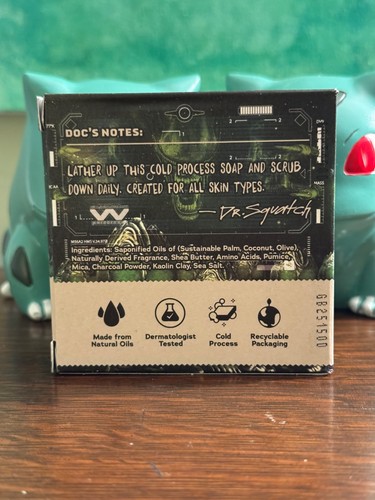 DOC'S NOTES:
LATHER UP THIS COLD PROCESS SOAP AND SCRUB
DOWN DAILY. CREATED FOR ALL SKIN TYPES.
— Dr. Squatch
Ingredients: Saponified Oils of (Sustainable Palm, Coconut, Olive),
Naturally Derived Fragrance, Shea Butter, Amino Acids, Pumice,
Mica, Charcoal Powder, Kaolin Clay, Sea Salt.
Made from
Natural Oils
Dermatologist
Tested
Cold
Process
Recyclable
Packaging